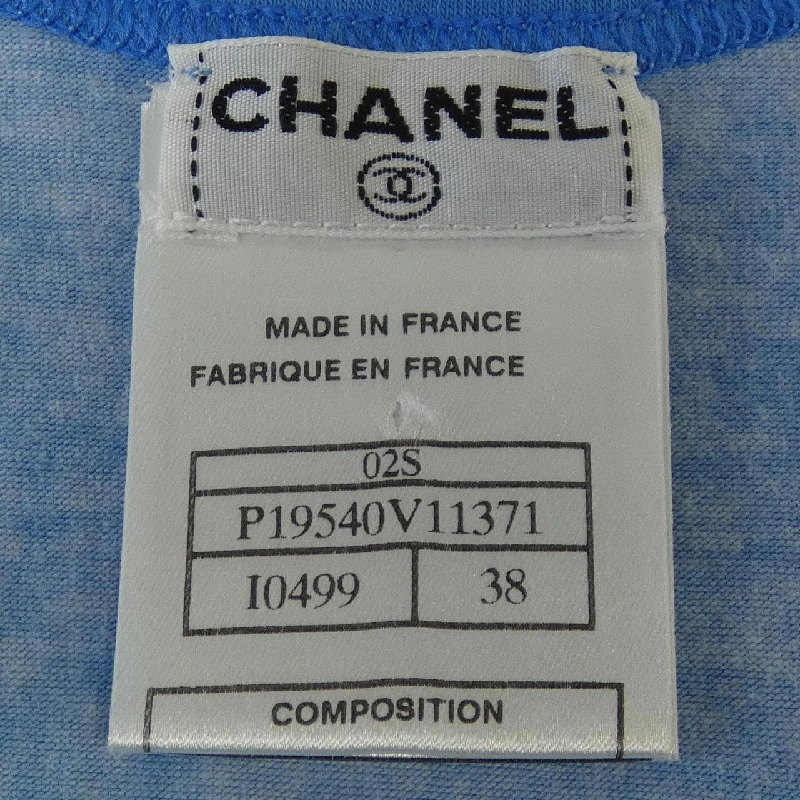 CHANEL
MADE IN FRANCE
FABRIQUE EN FRANCE
02S
P19540V11371
I0499 38
COMPOSITION